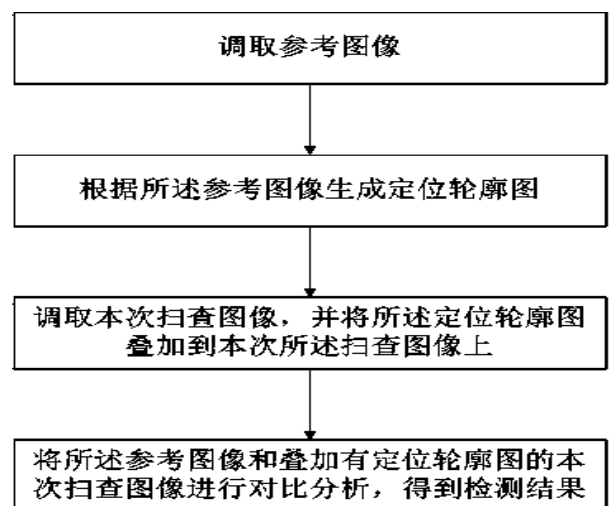 调取参考图像
根据所述参考图像生成定位轮廓图
调取本次扫查图像，并将所述定位轮廓图
叠加到本次所述扫查图像上
将所述参考图像和叠加有定位轮廓图的本
次扫查图像进行对比分析，得到检测结果